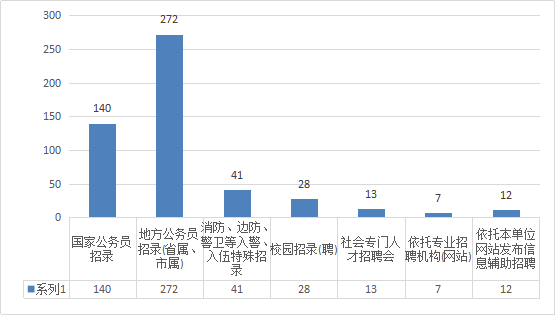 300
250
200
150
100
50
0
140
272
41
28
13
7
12
国家公务员
招录
地方公务员
招录(省属、
市属)
消防、边防、
警卫等入警、
入伍特殊招
录
校园招录(聘)
社会专门人
才招聘会
依托专业招
聘机构(网站)
依托本单位
网站发布信
息辅助招聘
系列1 140 272 41 28 13 7 12